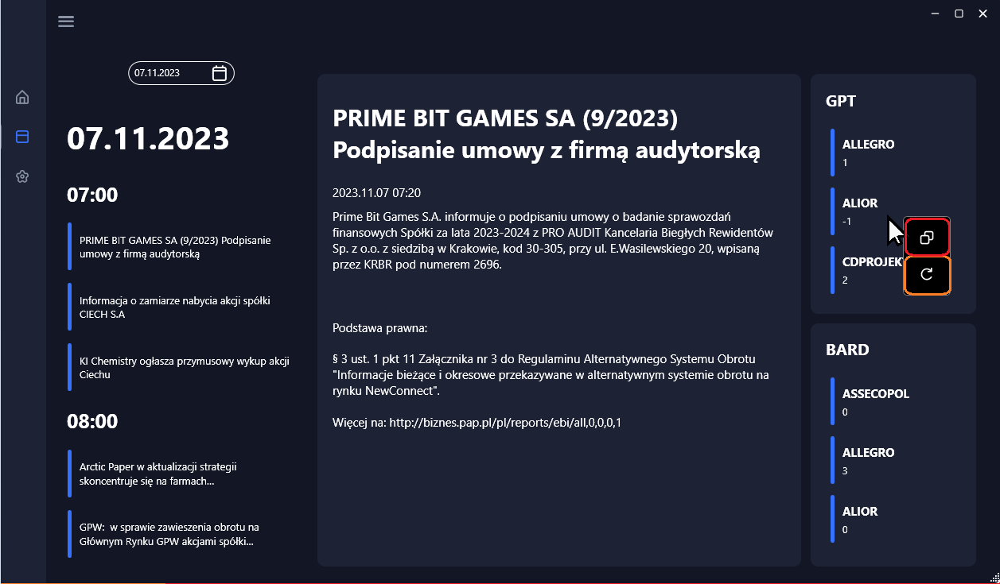 07.11.2023
07.11.2023
07:00
PRIME BIT GAMES SA (9/2023) Podpisanie
umowy z firmą audytorską
Informacja o zamiarze nabycia akcji spółki
CIECH S.A
KI Chemistry ogłasza przymusowy wykup akcji
Ciechu
08:00
Arctic Paper w aktualizacji strategii
skoncentruje się na farmach...
GPW:  w sprawie zawieszenia obrotu na
Głównym Rynku GPW akcjami spółki...
PRIME BIT GAMES SA (9/2023)
Podpisanie umowy z firmą audytorską
2023.11.07 07:20
Prime Bit Games S.A. informuje o podpisaniu umowy o badanie sprawozdań
finansowych Spółki za lata 2023-2024 z PRO AUDIT Kancelaria Biegłych Rewidentów
Sp. z o.o. z siedzibą w Krakowie, kod 30-305, przy ul. E.Wasilewskiego 20, wpisaną
przez KRBR pod numerem 2696.
Podstawa prawna:
§ 3 ust. 1 pkt 11 Załącznika nr 3 do Regulaminu Alternatywnego Systemu Obrotu
"Informacje bieżące i okresowe przekazywane w alternatywnym systemie obrotu na
rynku NewConnect".
Więcej na: http://biznes.pap.pl/pl/reports/ebi/all,0,0,0,1
GPT
ALLEGRO
1
ALIOR
-1
CDPROJEK
2
BARD
ASSECOPOL
0
ALLEGRO
3
ALIOR
0